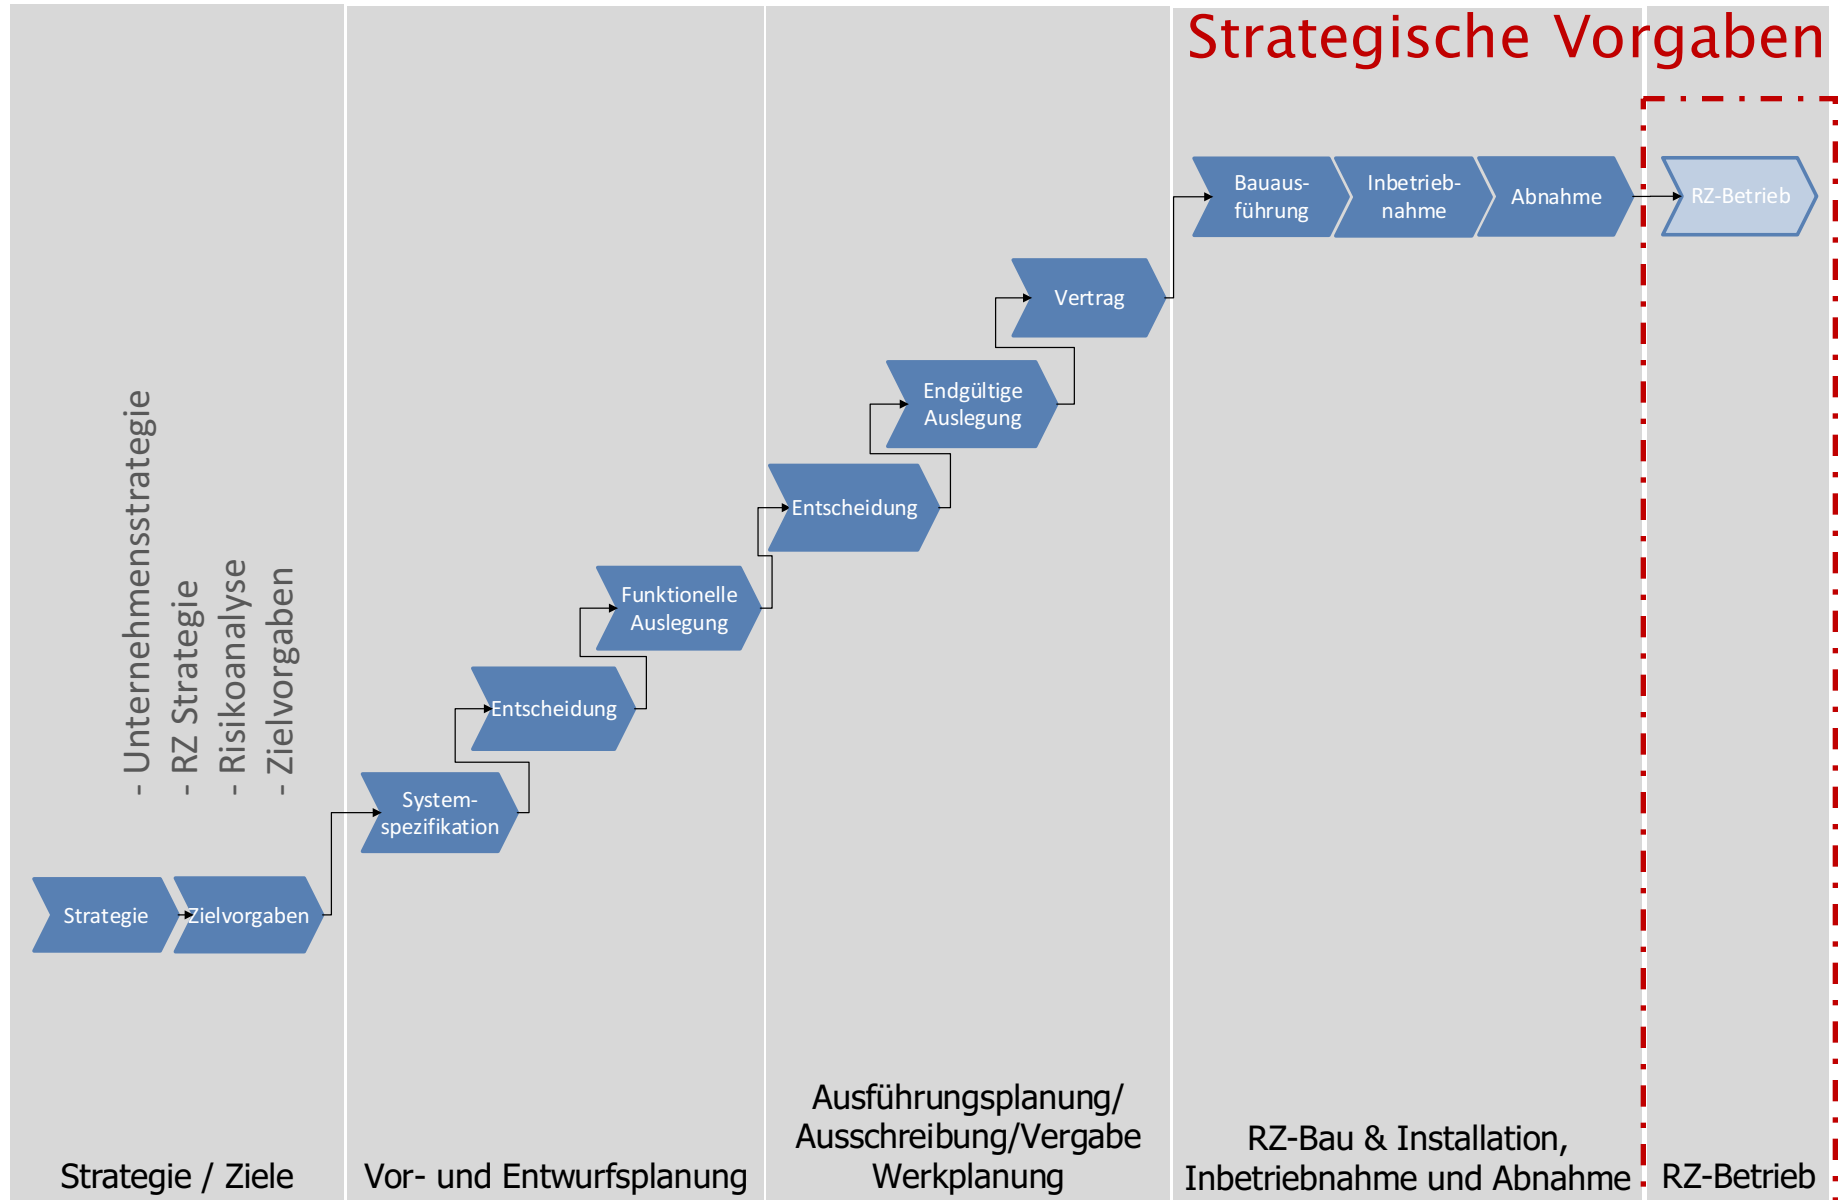 Strategische Vorgaben
- Unternehmensstrategie
- RZ Strategie
- Risikoanalyse
- Zielvorgaben
Strategie
Zielvorgaben
System-
spezifikation
Entscheidung
Funktionelle
Auslegung
Entscheidung
Endgültige
Auslegung
Vertrag
Bauaus-
führung
Inbetrieb-
nahme
Abnahme
RZ-Betrieb
Strategie / Ziele
Vor- und Entwurfsplanung
Ausführungsplanung/
Ausschreibung/Vergabe
Werkplanung
RZ-Bau & Installation,
Inbetriebnahme und Abnahme
RZ-Betrieb